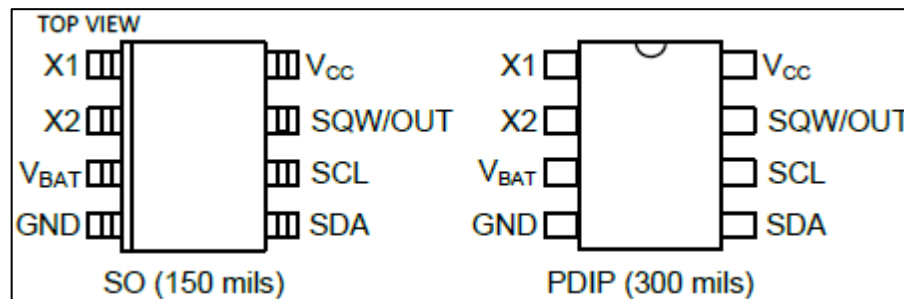 TOP VIEW
X1 VCC X1 VCC
X2 SQW/OUT X2 SQW/OUT
VBAT SCL VBAT SCL
GND SDA GND SDA
SO (150 mils) PDIP (300 mils)